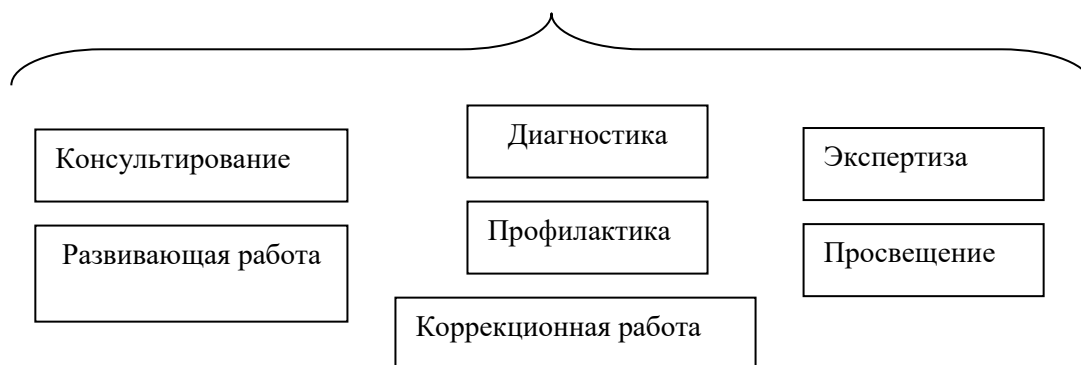 Консультирование
Развивающая работа
Диагностика
Профилактика
Коррекционная работа
Экспертиза
Просвещение